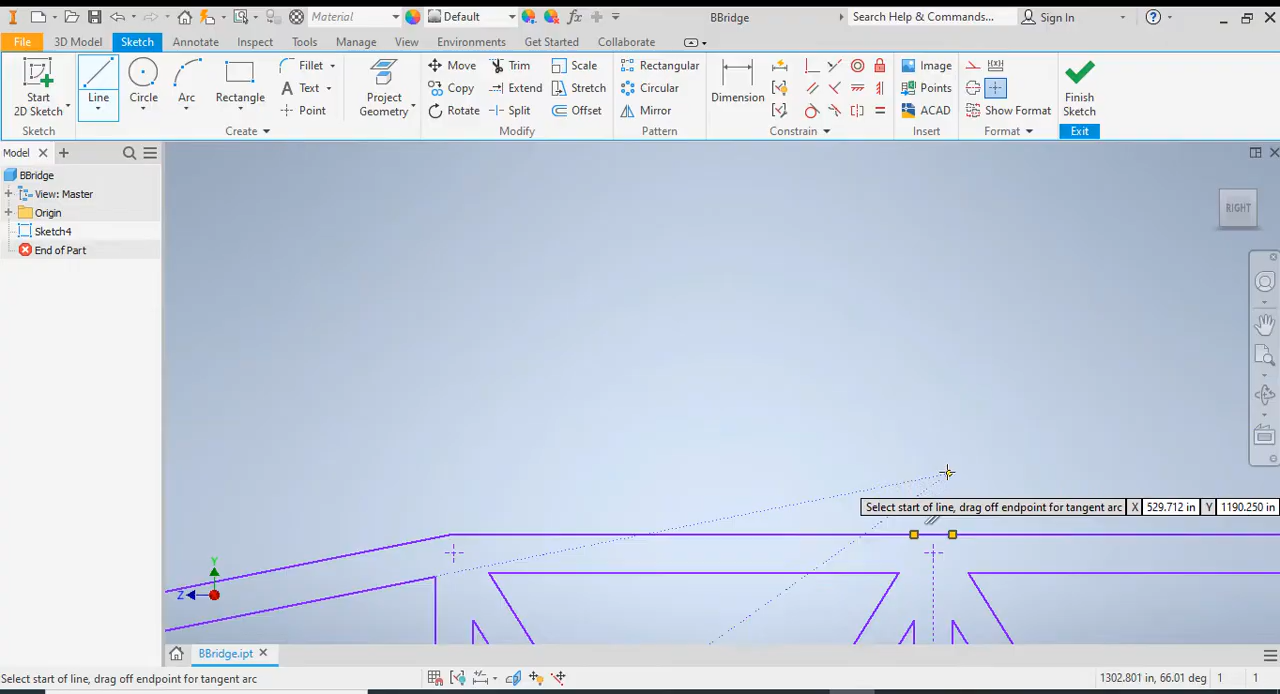 Material Default fx BBridge Search Help & Commands... Sign In ?
File 3D Model Sketch Annotate Inspect Tools Manage View Environments Get Started Collaborate
Start 2D Sketch Line Circle Arc Rectangle Fillet Text Point Project Geometry
Move Copy Rotate Trim Extend Split Scale Stretch Offset
Rectangular Circular Mirror Dimension Image Points ACAD Show Format Finish Sketch
Sketch Create Modify Pattern Constrain Insert Format Exit
Model
BBridge
View: Master
Origin
Sketch4
End of Part
RIGHT
Select start of line, drag off endpoint for tangent arc X 529.712 in Y 1190.250 in
Y
Z
BBridge.ipt
Select start of line, drag off endpoint for tangent arc 1302.801 in, 66.01 deg 1 1